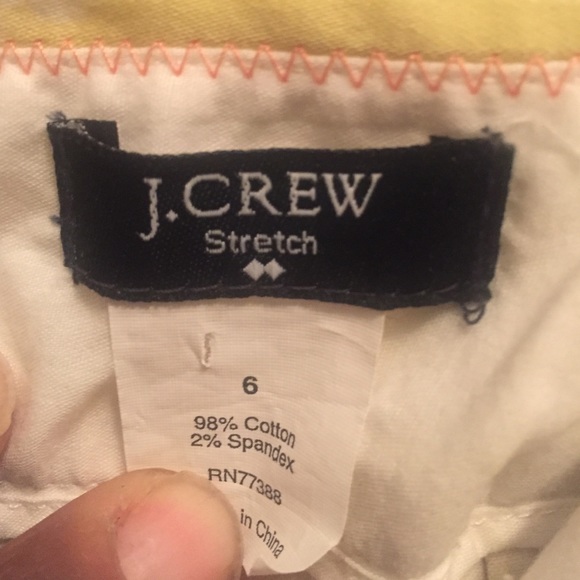 J.CREW
Stretch
6
98% Cotton
2% Spandex
RN77388
in China